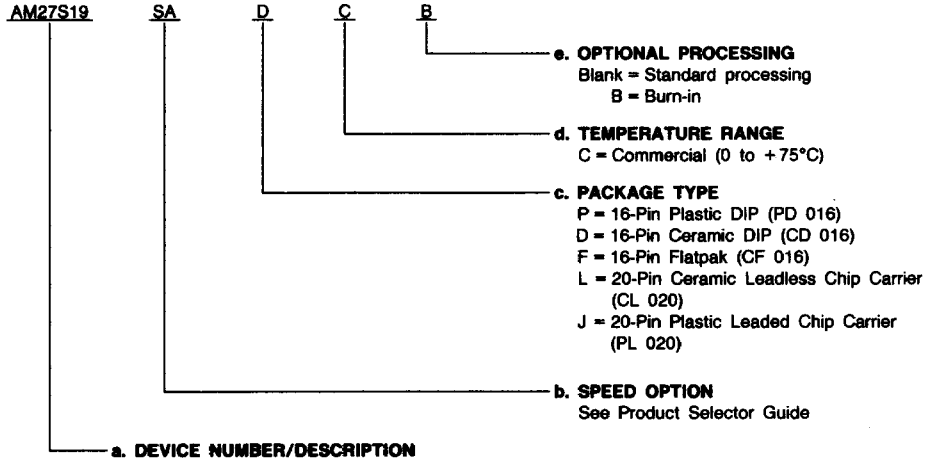 AM27S19 SA D C B
e. OPTIONAL PROCESSING
Blank = Standard processing
B = Burn-in
d. TEMPERATURE RANGE
C = Commercial (0 to +75°C)
c. PACKAGE TYPE
P = 16-Pin Plastic DIP (PD 016)
D = 16-Pin Ceramic DIP (CD 016)
F = 16-Pin Flatpak (CF 016)
L = 20-Pin Ceramic Leadless Chip Carrier
(CL 020)
J = 20-Pin Plastic Leaded Chip Carrier
(PL 020)
b. SPEED OPTION
See Product Selector Guide
a. DEVICE NUMBER/DESCRIPTION